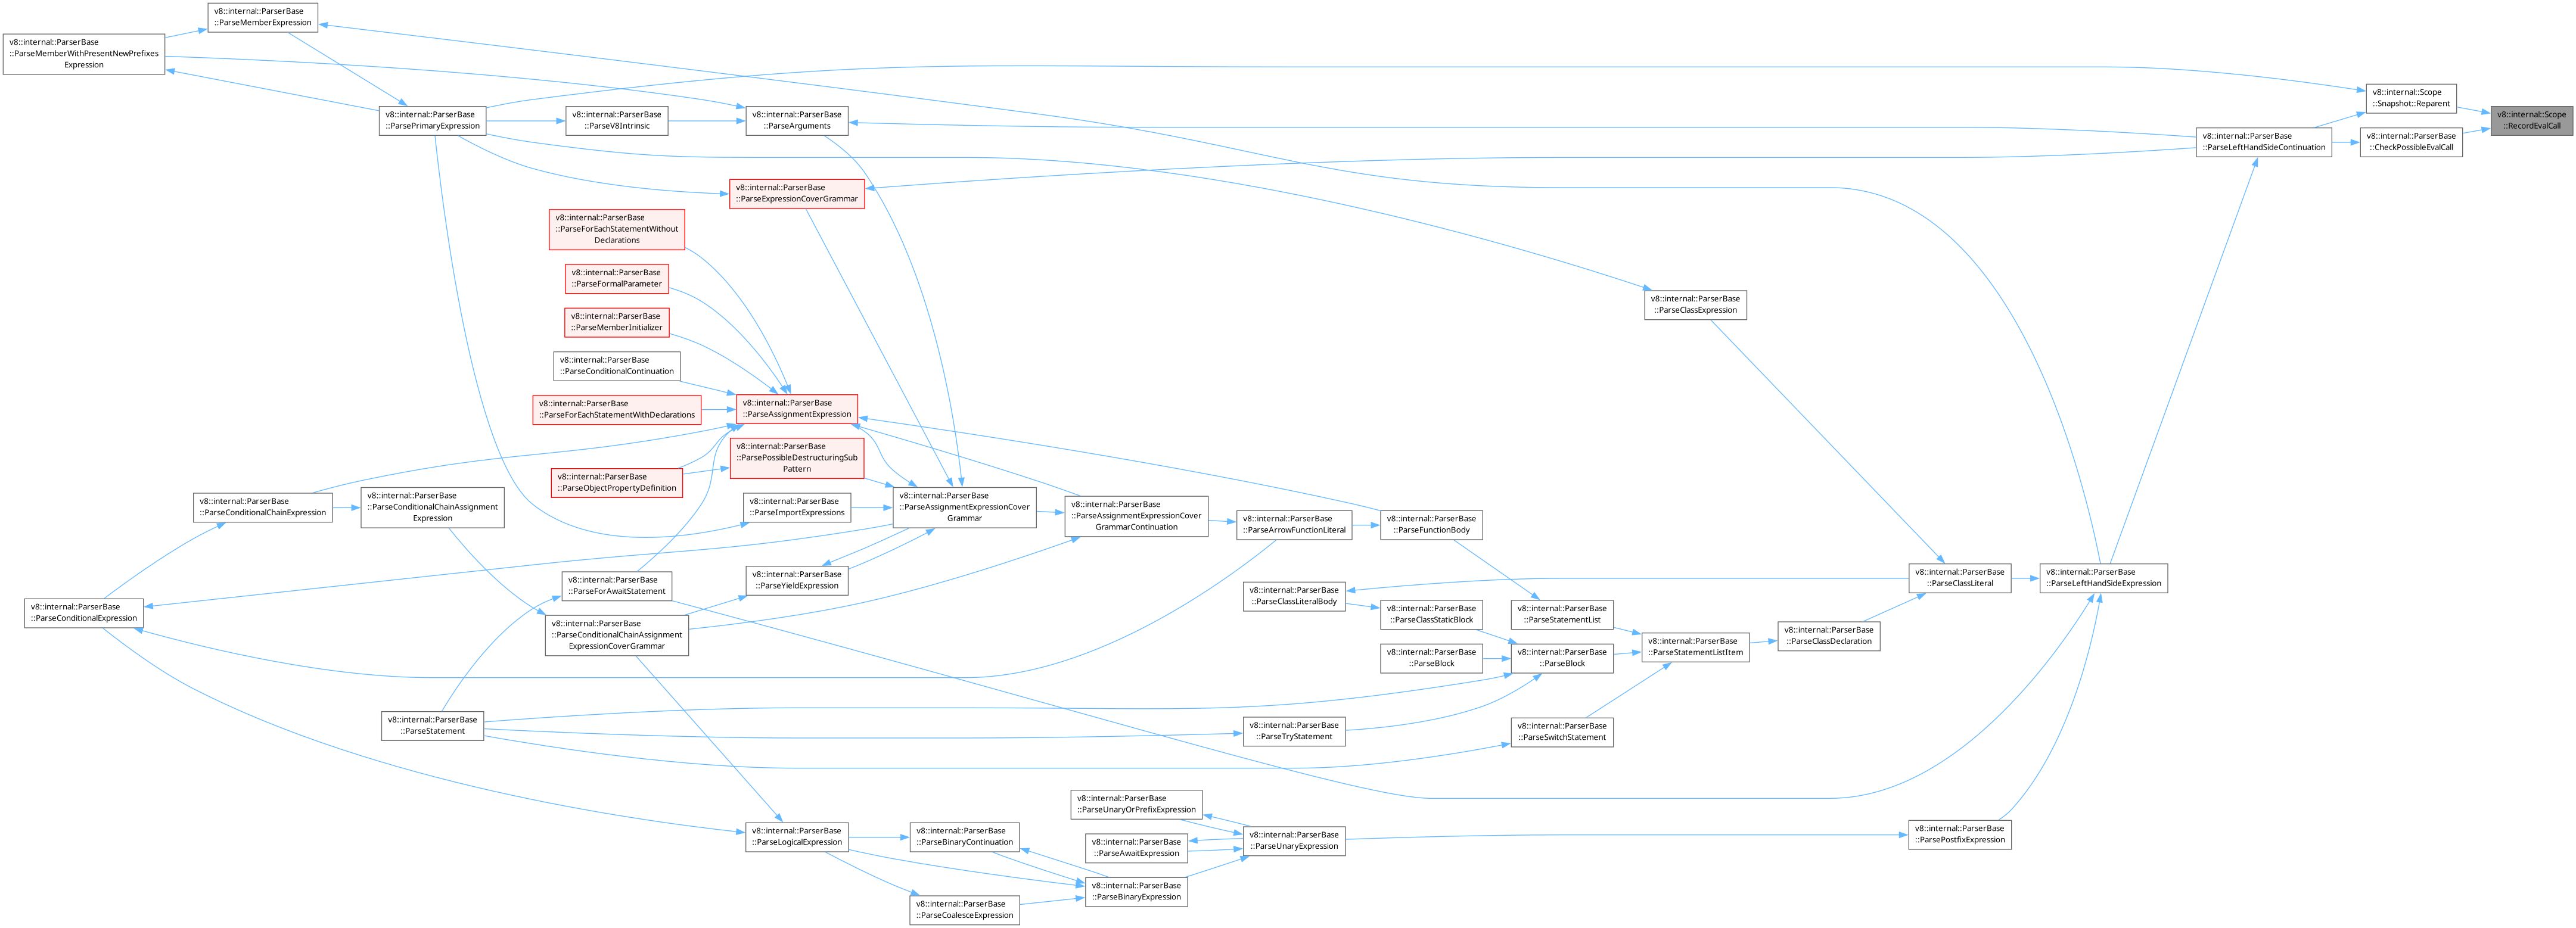 v8::internal::ParserBase
::ParseMemberExpression
v8::internal::ParserBase
::ParseMemberWithPresentNewPrefixes
Expression
v8::internal::Scope
::Snapshot::Reparent
v8::internal::Scope
::RecordEvalCall
v8::internal::ParserBase
::ParsePrimaryExpression
v8::internal::ParserBase
::ParseV8Intrinsic
v8::internal::ParserBase
::ParseArguments
v8::internal::ParserBase
::ParseLeftHandSideContinuation
v8::internal::ParserBase
::CheckPossibleEvalCall
v8::internal::ParserBase
::ParseExpressionCoverGrammar
v8::internal::ParserBase
::ParseForEachStatementWithout
Declarations
v8::internal::ParserBase
::ParseFormalParameter
v8::internal::ParserBase
::ParseClassExpression
v8::internal::ParserBase
::ParseMemberInitializer
v8::internal::ParserBase
::ParseConditionalContinuation
v8::internal::ParserBase
::ParseForEachStatementWithDeclarations
v8::internal::ParserBase
::ParseAssignmentExpression
v8::internal::ParserBase
::ParsePossibleDestructuringSub
Pattern
v8::internal::ParserBase
::ParseObjectPropertyDefinition
v8::internal::ParserBase
::ParseConditionalChainExpression
v8::internal::ParserBase
::ParseConditionalChainAssignment
Expression
v8::internal::ParserBase
::ParseImportExpressions
v8::internal::ParserBase
::ParseAssignmentExpressionCover
Grammar
v8::internal::ParserBase
::ParseAssignmentExpressionCover
GrammarContinuation
v8::internal::ParserBase
::ParseArrowFunctionLiteral
v8::internal::ParserBase
::ParseFunctionBody
v8::internal::ParserBase
::ParseForAwaitStatement
v8::internal::ParserBase
::ParseYieldExpression
v8::internal::ParserBase
::ParseClassLiteralBody
v8::internal::ParserBase
::ParseClassLiteral
v8::internal::ParserBase
::ParseLeftHandSideExpression
v8::internal::ParserBase
::ParseConditionalExpression
v8::internal::ParserBase
::ParseConditionalChainAssignment
ExpressionCoverGrammar
v8::internal::ParserBase
::ParseClassStaticBlock
v8::internal::ParserBase
::ParseStatementList
v8::internal::ParserBase
::ParseClassDeclaration
v8::internal::ParserBase
::ParseBlock
v8::internal::ParserBase
::ParseBlock
v8::internal::ParserBase
::ParseStatementListItem
v8::internal::ParserBase
::ParseStatement
v8::internal::ParserBase
::ParseTryStatement
v8::internal::ParserBase
::ParseSwitchStatement
v8::internal::ParserBase
::ParseUnaryOrPrefixExpression
v8::internal::ParserBase
::ParseLogicalExpression
v8::internal::ParserBase
::ParseBinaryContinuation
v8::internal::ParserBase
::ParseAwaitExpression
v8::internal::ParserBase
::ParseUnaryExpression
v8::internal::ParserBase
::ParsePostfixExpression
v8::internal::ParserBase
::ParseBinaryExpression
v8::internal::ParserBase
::ParseCoalesceExpression